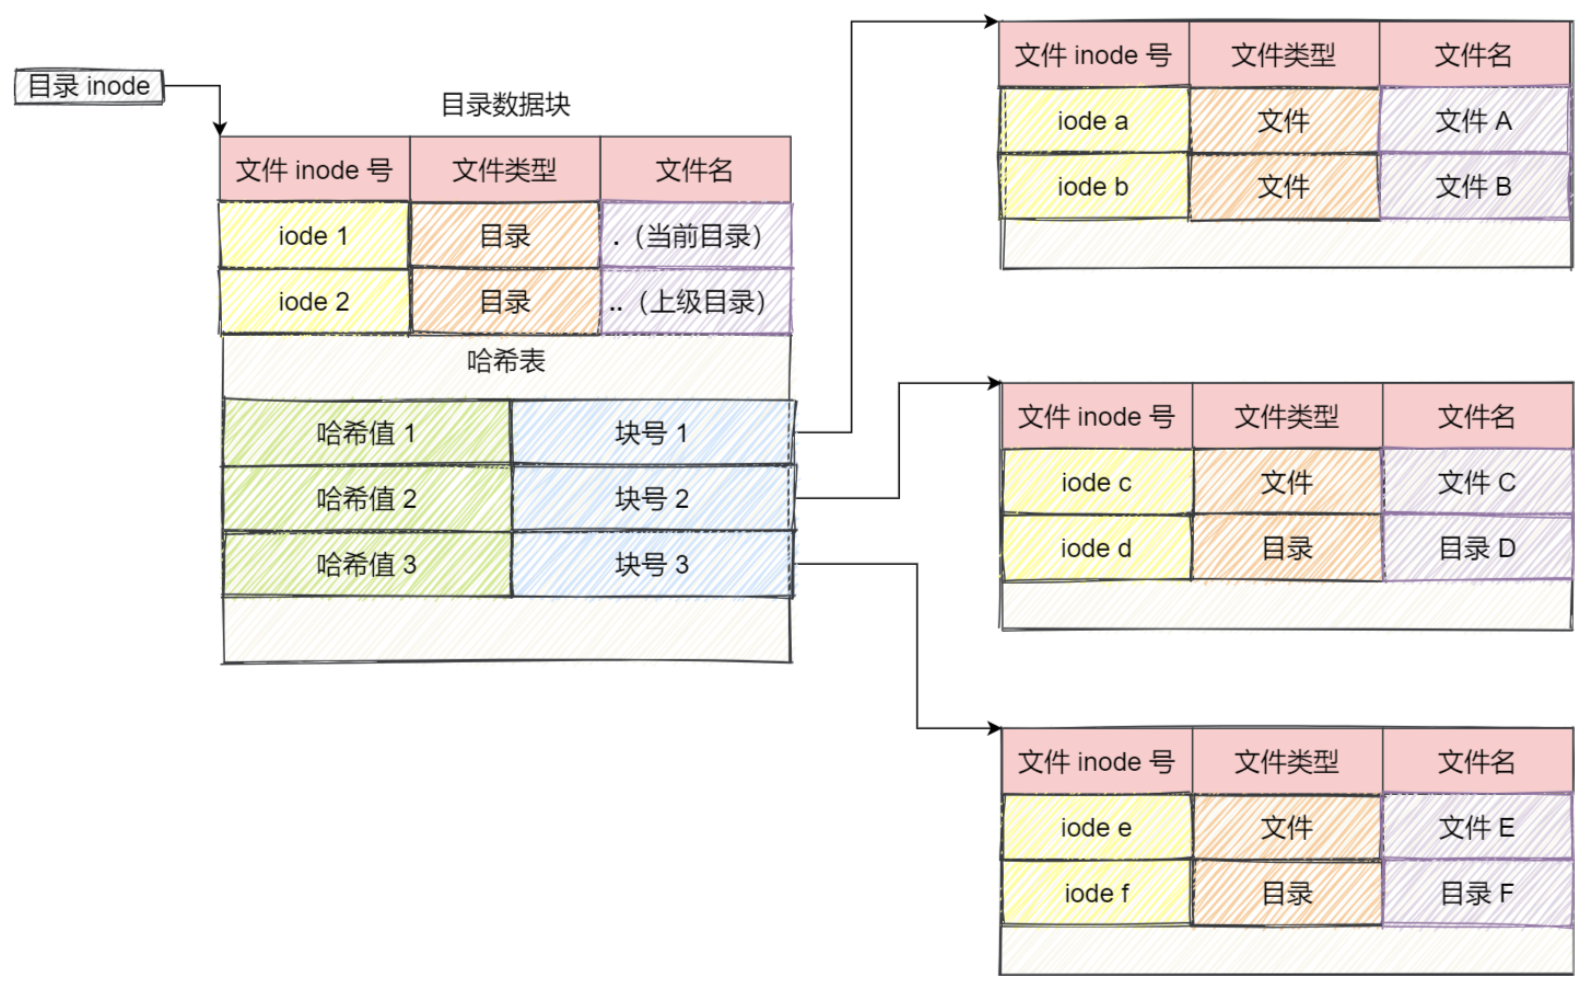 目录 inode
目录数据块
文件 inode 号 文件类型 文件名
iode 1 目录 .（当前目录）
iode 2 目录 ..（上级目录）
哈希表
哈希值 1 块号 1
哈希值 2 块号 2
哈希值 3 块号 3
文件 inode 号 文件类型 文件名
iode a 文件 文件 A
iode b 文件 文件 B
文件 inode 号 文件类型 文件名
iode c 文件 文件 C
iode d 目录 目录 D
文件 inode 号 文件类型 文件名
iode e 文件 文件 E
iode f 目录 目录 F